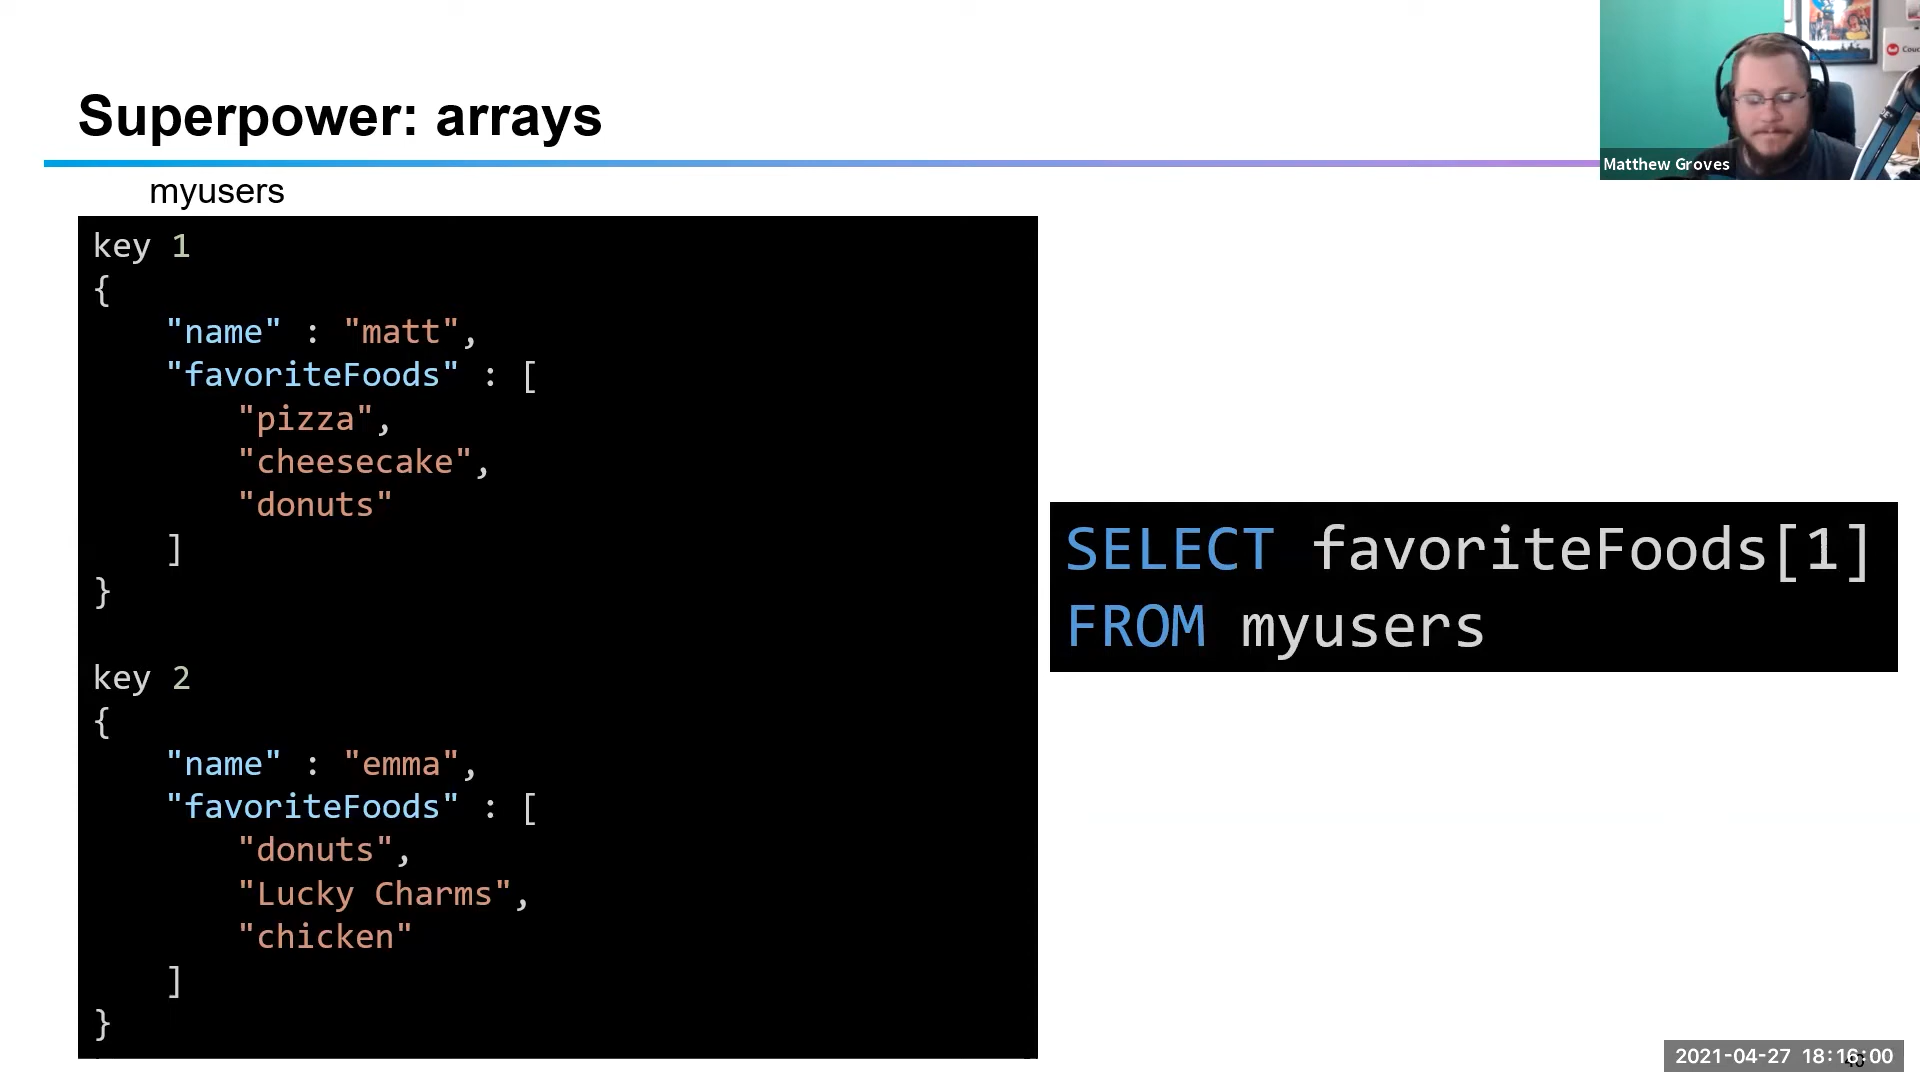 Superpower: arrays
myusers
key 1
{
    "name" : "matt",
    "favoriteFoods" : [
        "pizza",
        "cheesecake",
        "donuts"
    ]
}
key 2
{
    "name" : "emma",
    "favoriteFoods" : [
        "donuts",
        "Lucky Charms",
        "chicken"
    ]
}
SELECT favoriteFoods[1]
FROM myusers
Matthew Groves
2021-04-27 18:16:00